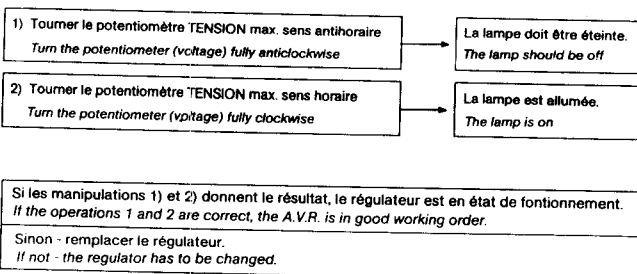 1) Tourner le potentiomètre TENSION max. sens antihoraire
Turn the potentiometer (voltage) fully anticlockwise
La lampe doit être éteinte.
The lamp should be off
2) Tourner le potentiomètre TENSION max. sens horaire
Turn the potentiometer (vpltage) fully clockwise
La lampe est allumée.
The lamp is on
Si les manipulations 1) et 2) donnent le résultat, le régulateur est en état de fontionnement.
If the operations 1 and 2 are correct, the A.V.R. is in good working order.
Sinon - remplacer le régulateur.
If not - the regulator has to be changed.